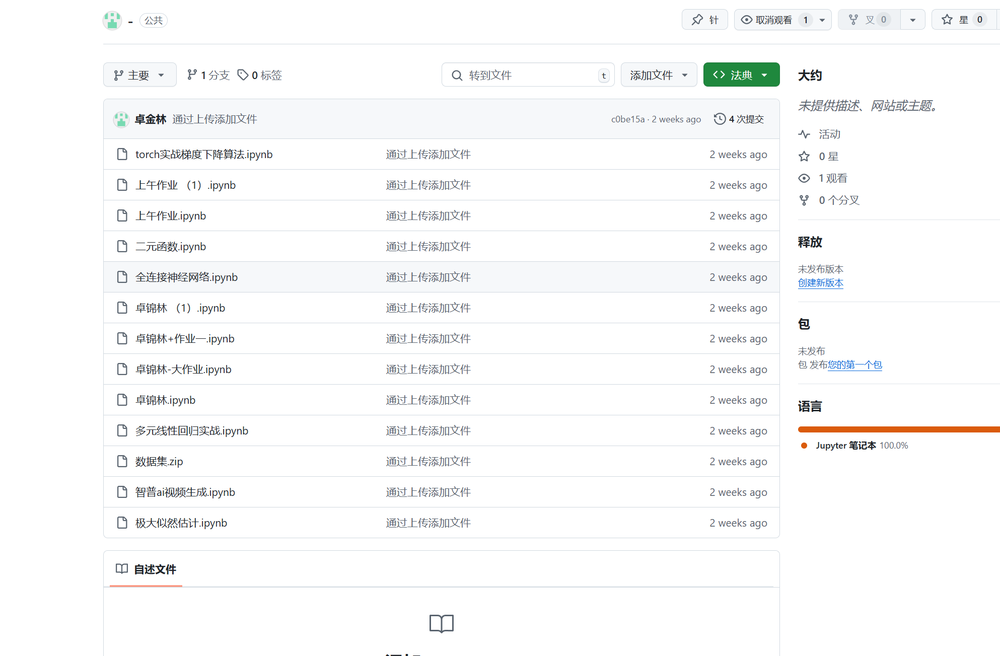 - 公共
针
取消观看 1
叉 0
星 0
主要
1 分支
0 标签
转到文件 t
添加文件
法典
卓金林 通过上传添加文件 c0be15a · 2 weeks ago 4 次提交
torch实战梯度下降算法.ipynb 通过上传添加文件 2 weeks ago
上午作业 （1）.ipynb 通过上传添加文件 2 weeks ago
上午作业.ipynb 通过上传添加文件 2 weeks ago
二元函数.ipynb 通过上传添加文件 2 weeks ago
全连接神经网络.ipynb 通过上传添加文件 2 weeks ago
卓锦林 （1）.ipynb 通过上传添加文件 2 weeks ago
卓锦林+作业一.ipynb 通过上传添加文件 2 weeks ago
卓锦林-大作业.ipynb 通过上传添加文件 2 weeks ago
卓锦林.ipynb 通过上传添加文件 2 weeks ago
多元线性回归实战.ipynb 通过上传添加文件 2 weeks ago
数据集.zip 通过上传添加文件 2 weeks ago
智普ai视频生成.ipynb 通过上传添加文件 2 weeks ago
极大似然估计.ipynb 通过上传添加文件 2 weeks ago
自述文件
大约
未提供描述、网站或主题。
活动
0 星
1 观看
0 个分叉
释放
未发布版本
创建新版本
包
未发布
包 发布您的第一个包
语言
Jupyter 笔记本 100.0%